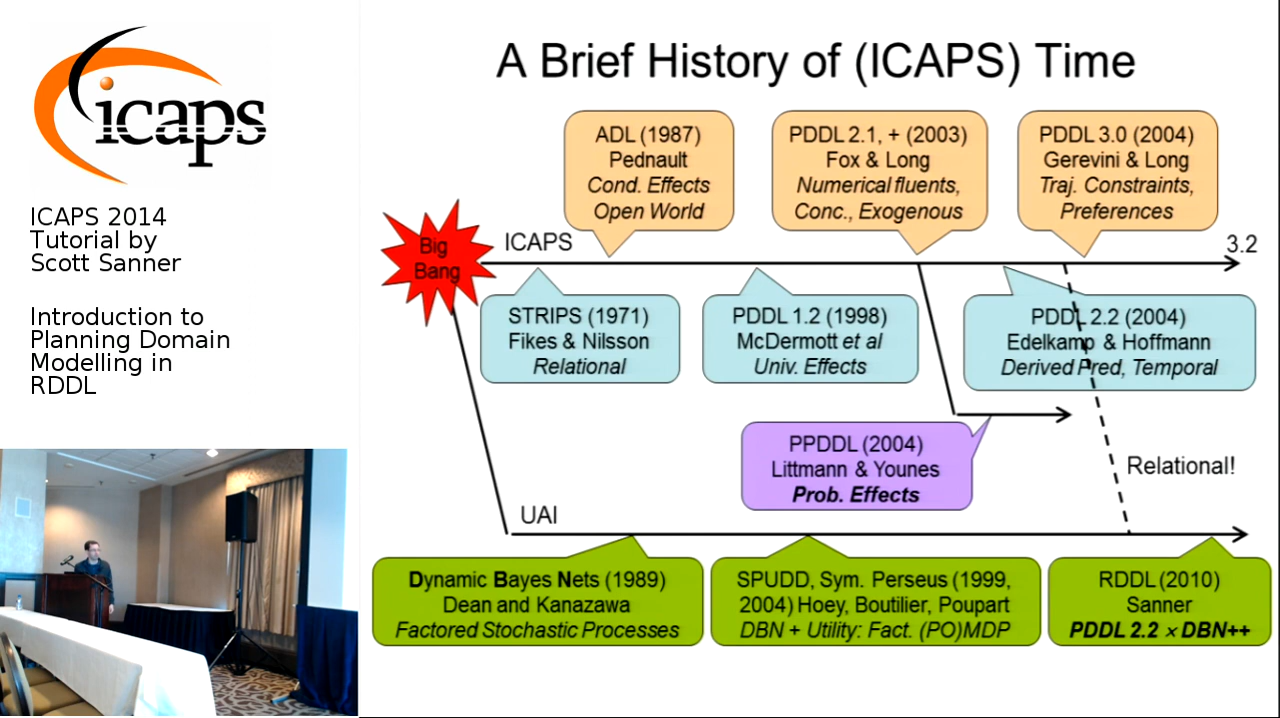 icaps
ICAPS 2014
Tutorial by
Scott Sanner
Introduction to
Planning Domain
Modelling in
RDDL
A Brief History of (ICAPS) Time
ADL (1987)
Pednault
Cond. Effects
Open World
PDDL 2.1, + (2003)
Fox & Long
Numerical fluents,
Conc., Exogenous
PDDL 3.0 (2004)
Gerevini & Long
Traj. Constraints,
Preferences
Big
Bang
ICAPS
3.2
STRIPS (1971)
Fikes & Nilsson
Relational
PDDL 1.2 (1998)
McDermott et al
Univ. Effects
PDDL 2.2 (2004)
Edelkamp & Hoffmann
Derived Pred, Temporal
PPDDL (2004)
Littmann & Younes
Prob. Effects
Relational!
UAI
Dynamic Bayes Nets (1989)
Dean and Kanazawa
Factored Stochastic Processes
SPUDD, Sym. Perseus (1999,
2004) Hoey, Boutilier, Poupart
DBN + Utility: Fact. (PO)MDP
RDDL (2010)
Sanner
PDDL 2.2 × DBN++